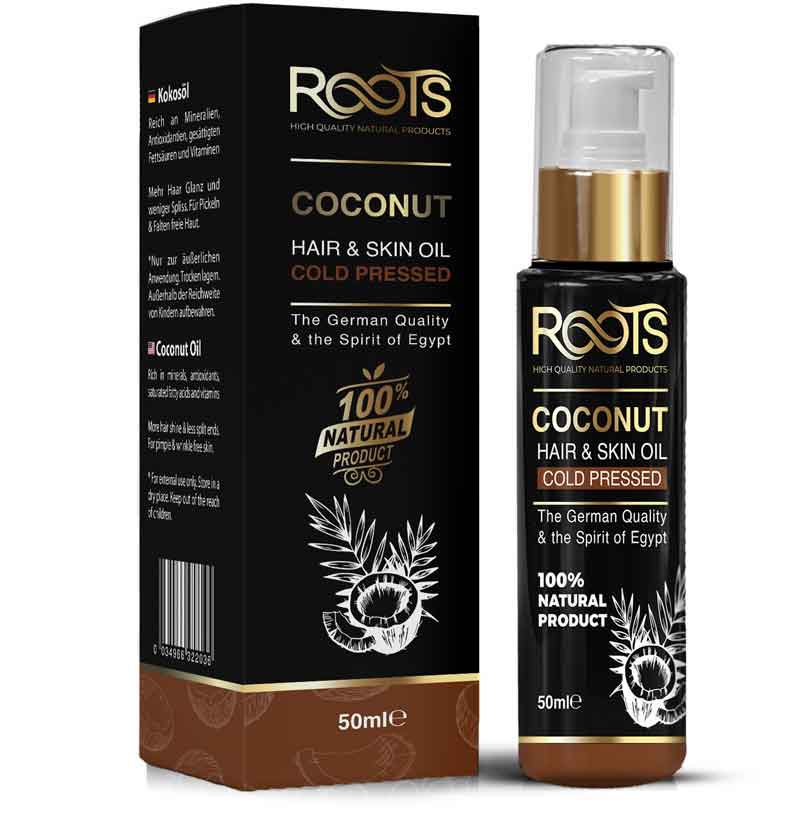 Kokosöl
Reich an Mineralien,
Antioxidantien, gesättigten
Fettsäuren und Vitaminen
Mehr Haar Glanz und
weniger Spliss. Für Pickeln
& Falten freie Haut.
*Nur zur äußerlichen
Anwendung. Trocken lagern.
Außerhalb der Reichweite
von Kindern aufbewahren.
Coconut Oil
Rich in minerals, antioxidants,
saturated fatty acids and vitamins
More hair shine & less split ends.
For pimple & wrinkle free skin.
* For external use only. Store in a
dry place. Keep out of the reach
of children.
0 034966 322036
ROOTS
HIGH QUALITY NATURAL PRODUCTS
COCONUT
HAIR & SKIN OIL
COLD PRESSED
The German Quality
& the Spirit of Egypt
100%
NATURAL
PRODUCT
50ml℮
ROOTS
HIGH QUALITY NATURAL PRODUCTS
COCONUT
HAIR & SKIN OIL
COLD PRESSED
The German Quality
& the Spirit of Egypt
100%
NATURAL
PRODUCT
50ml℮